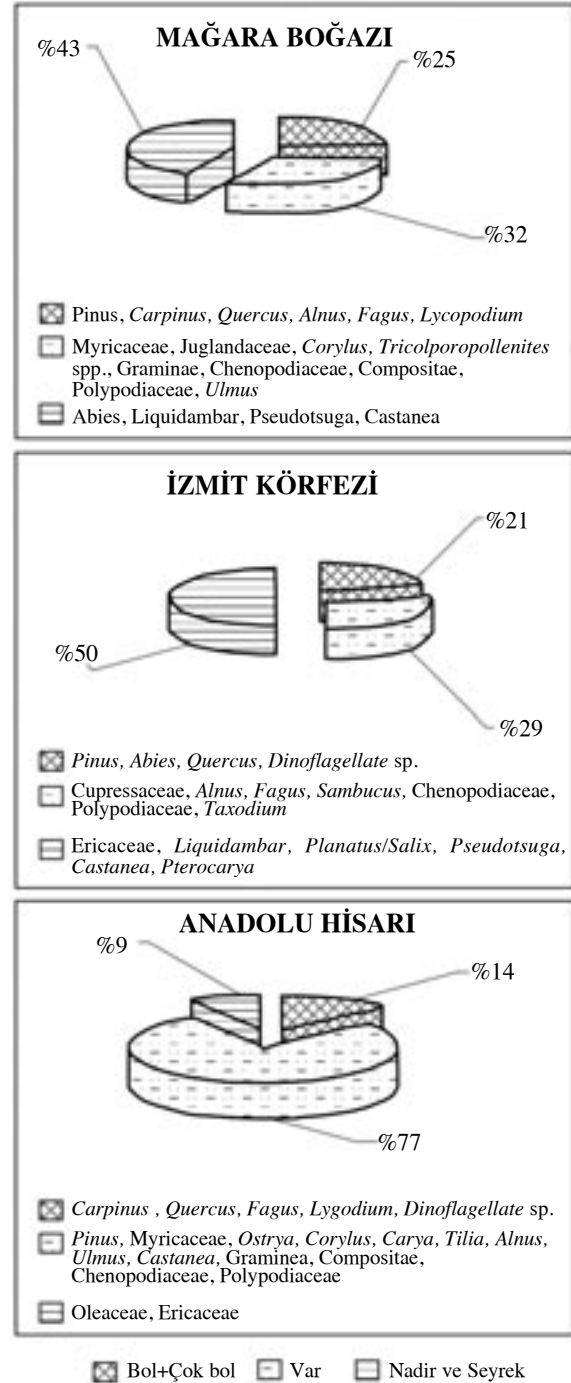 MAĞARA BOĞAZI
%43
%25
%32
Pinus, Carpinus, Quercus, Alnus, Fagus, Lycopodium
Myricaceae, Juglandaceae, Corylus, Tricolporopollenites
spp., Graminae, Chenopodiaceae, Compositae,
Polypodiaceae, Ulmus
Abies, Liquidambar, Pseudotsuga, Castanea
İZMİT KÖRFEZİ
%21
%50
%29
Pinus, Abies, Quercus, Dinoflagellate sp.
Cupressaceae, Alnus, Fagus, Sambucus, Chenopodiaceae,
Polypodiaceae, Taxodium
Ericaceae, Liquidambar, Planatus/Salix, Pseudotsuga,
Castanea, Pterocarya
ANADOLU HİSARI
%9
%14
%77
Carpinus , Quercus, Fagus, Lygodium, Dinoflagellate sp.
Pinus, Myricaceae, Ostrya, Corylus, Carya, Tilia, Alnus,
Ulmus, Castanea, Graminea, Compositae,
Chenopodiaceae, Polypodiaceae
Oleaceae, Ericaceae
Bol+Çok bol Var Nadir ve Seyrek